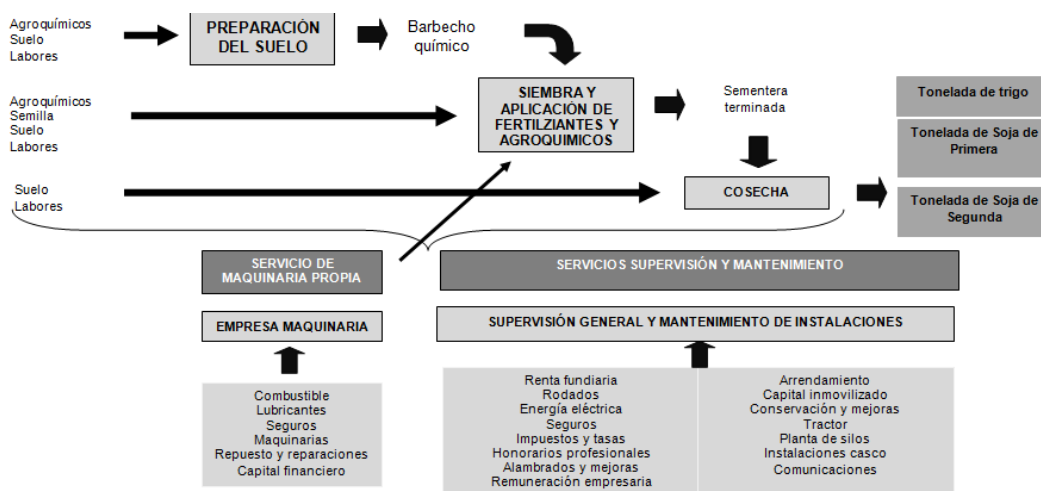 Agroquímicos
Suelo
Labores
PREPARACIÓN
DEL SUELO
Barbecho
químico
Agroquímicos
Semilla
Suelo
Labores
SIEMBRA Y
APLICACIÓN DE
FERTILZIANTES Y
AGROQUIMICOS
Sementera
terminada
Tonelada de trigo
Tonelada de Soja de
Primera
Tonelada de Soja de
Segunda
Suelo
Labores
COSECHA
SERVICIO DE
MAQUINARIA PROPIA
SERVICIOS SUPERVISIÓN Y MANTENIMIENTO
EMPRESA MAQUINARIA
SUPERVISIÓN GENERAL Y MANTENIMIENTO DE INSTALACIONES
Combustible
Lubricantes
Seguros
Maquinarias
Repuesto y reparaciones
Capital financiero
Renta fundiaria
Rodados
Energía eléctrica
Seguros
Impuestos y tasas
Honorarios profesionales
Alambrados y mejoras
Remuneración empresaria
Arrendamiento
Capital inmovilizado
Conservación y mejoras
Tractor
Planta de silos
Instalaciones casco
Comunicaciones